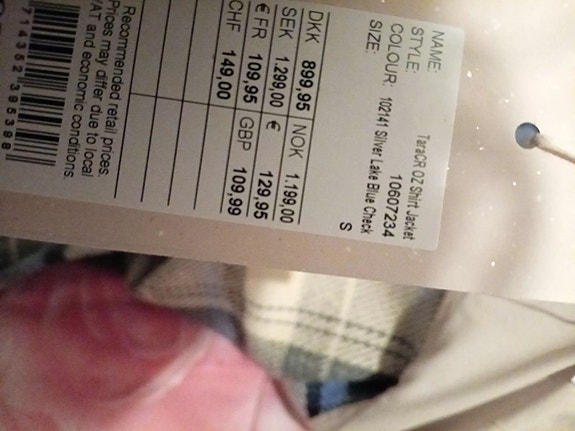 NAME: TaraCR OZ Shirt Jacket
STYLE: 10607234
COLOUR: 102141 Silver Lake Blue Check
SIZE: S
DKK 899,95 NOK 1.199,00
SEK 1.299,00 € 129,95
€ FR 109,95 GBP 109,99
CHF 149,00
Recommended retail prices.
Prices may differ due to local
VAT and economic conditions.
714352395398